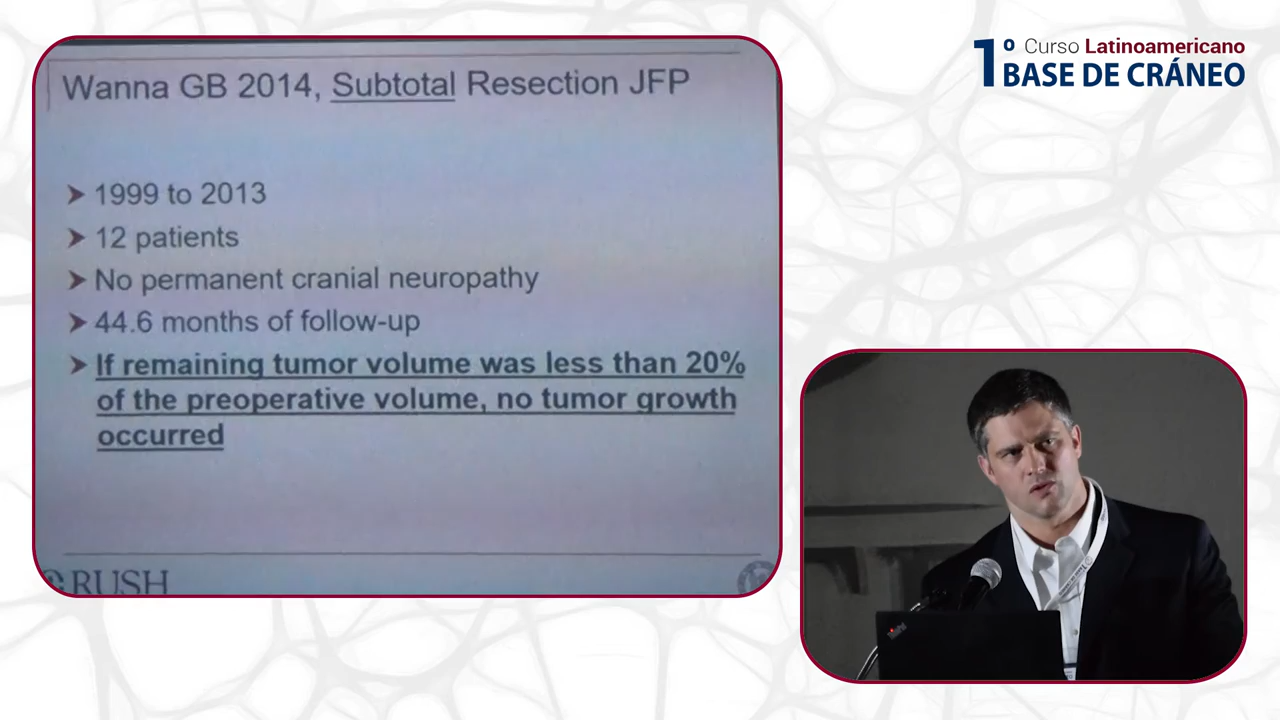 Wanna GB 2014, Subtotal Resection JFP
➤ 1999 to 2013
➤ 12 patients
➤ No permanent cranial neuropathy
➤ 44.6 months of follow-up
➤ If remaining tumor volume was less than 20%
of the preoperative volume, no tumor growth
occurred
RUSH
1º Curso Latinoamericano
BASE DE CRÁNEO